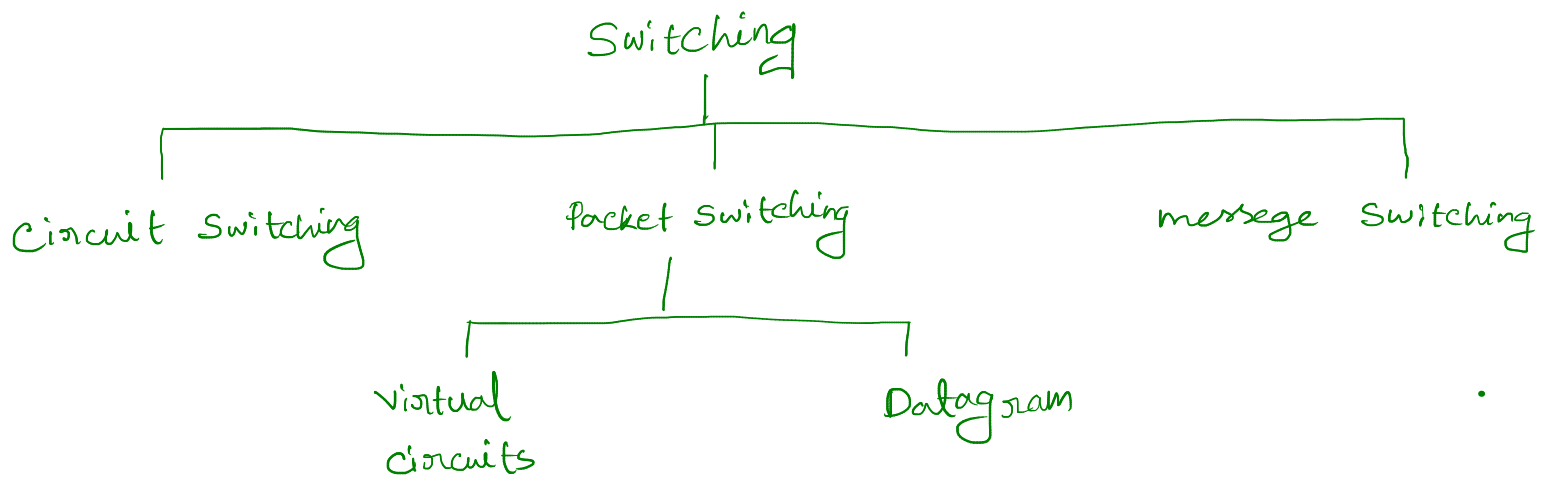 Switching
Circuit Switching
Packet Switching
messege Switching
Virtual
Circuits
Datagram